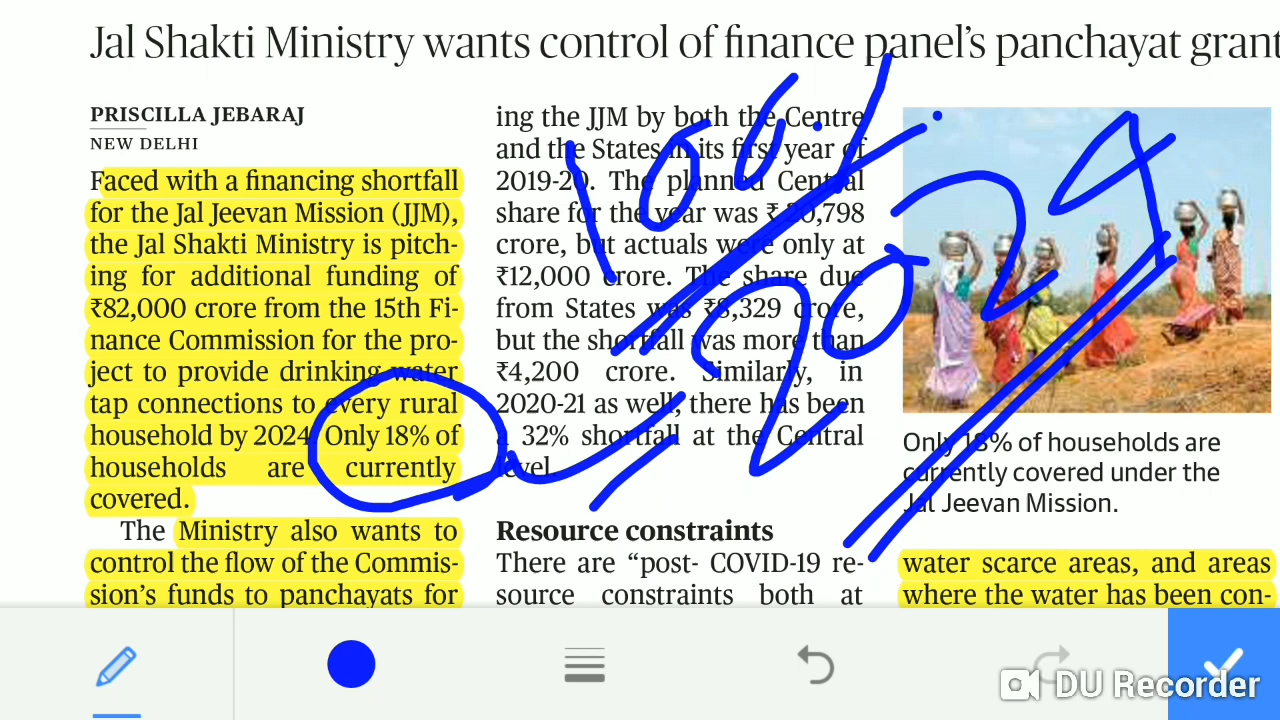 Jal Shakti Ministry wants control of finance panel's panchayat grant
PRISCILLA JEBARAJ
NEW DELHI
Faced with a financing shortfall
for the Jal Jeevan Mission (JJM),
the Jal Shakti Ministry is pitch-
ing for additional funding of
₹82,000 crore from the 15th Fi-
nance Commission for the pro-
ject to provide drinking water
tap connections to every rural
household by 2024. Only 18% of
households are currently
covered.
The Ministry also wants to
control the flow of the Commis-
sion's funds to panchayats for
ing the JJM by both the Centre
and the States in its first year of
2019-20. The planned Central
share for the year was ₹20,798
crore, but actuals were only at
₹12,000 crore. The share due
from States was ₹8,329 crore,
but the shortfall was more than
₹4,200 crore. Similarly, in
2020-21 as well, there has been
a 32% shortfall at the Central
level.
Resource constraints
There are “post- COVID-19 re-
source constraints both at
100%
2024
Only 18% of households are
currently covered under the
Jal Jeevan Mission.
water scarce areas, and areas
where the water has been con-
DU Recorder